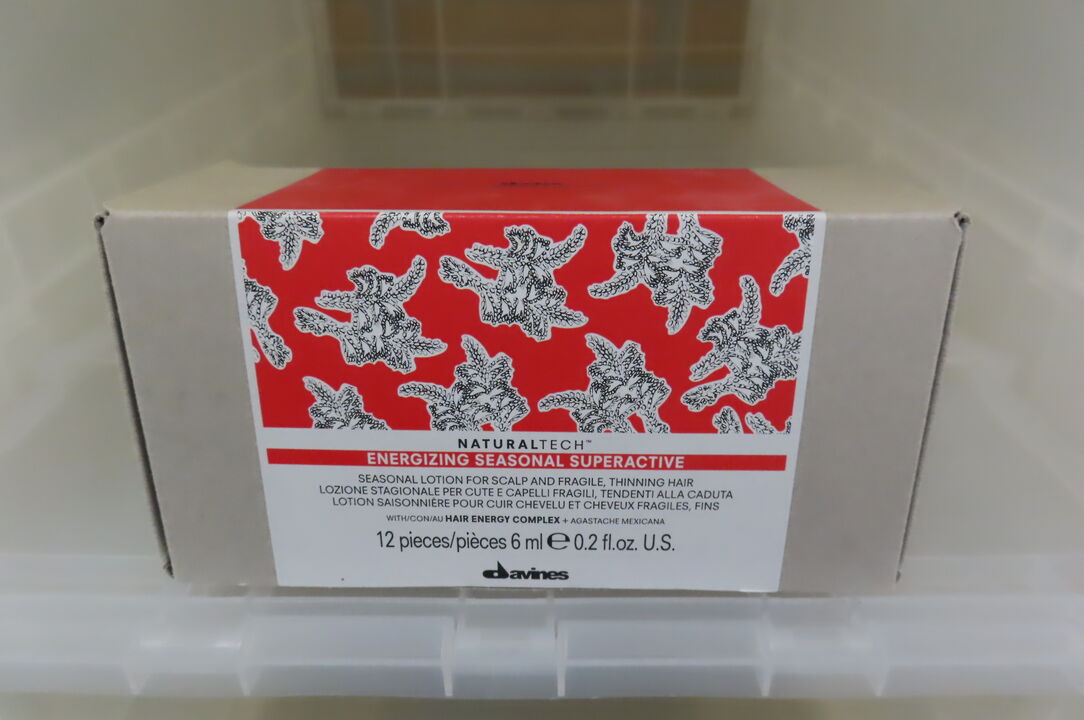 NATURALTECH™
ENERGIZING SEASONAL SUPERACTIVE
SEASONAL LOTION FOR SCALP AND FRAGILE, THINNING HAIR
LOZIONE STAGIONALE PER CUTE E CAPELLI FRAGILI, TENDENTI ALLA CADUTA
LOTION SAISONNIÈRE POUR CUIR CHEVELU ET CHEVEUX FRAGILES, FINS
WITH/CON/AU HAIR ENERGY COMPLEX + AGASTACHE MEXICANA
12 pieces/pièces 6 ml ℮ 0.2 fl.oz. U.S.
davines